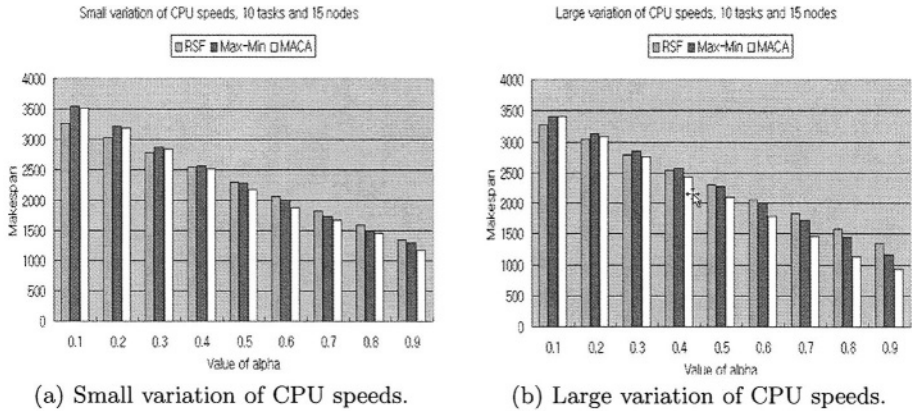 Small variation of CPU speeds, 10 tasks and 15 nodes
RSF Max-Min MACA
4000
3500
3000
2500
2000
1500
1000
500
0
Makespan
0.1 0.2 0.3 0.4 0.5 0.6 0.7 0.8 0.9
Value of alpha
(a) Small variation of CPU speeds.
Large variation of CPU speeds, 10 tasks and 15 nodes
RSF Max-Min MACA
4000
3500
3000
2500
2000
1500
1000
500
0
Makespan
0.1 0.2 0.3 0.4 0.5 0.6 0.7 0.8 0.9
Value of alpha
(b) Large variation of CPU speeds.